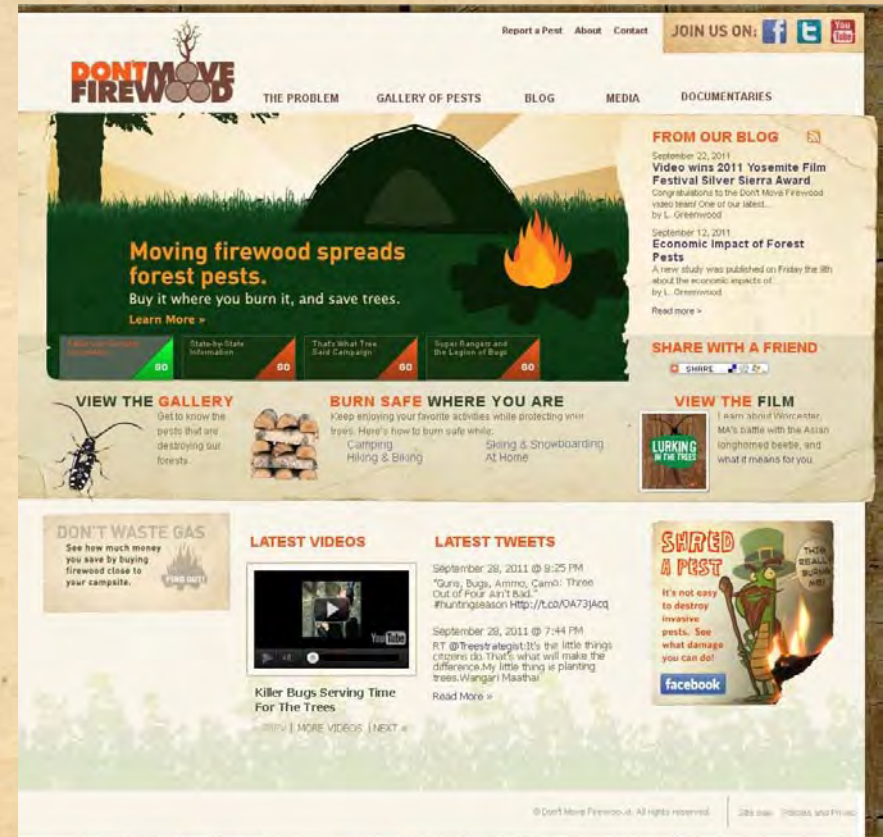 Report a Pest About Contact
JOIN US ON:
You
Tube
DON'T MOVE
FIREWOOD
THE PROBLEM GALLERY OF PESTS BLOG MEDIA DOCUMENTARIES
Moving firewood spreads
forest pests.
Buy it where you burn it, and save trees.
Learn More »
GO
State-by-State
Information
GO
That's What Tree
Said Campaign
GO
Super Rangers and
the Legion of Bugs
GO
FROM OUR BLOG
September 22, 2011
Video wins 2011 Yosemite Film
Festival Silver Sierra Award
Congratulations to the Don't Move Firewood
video team! One of our latest...
by L. Greenwood
September 12, 2011
Economic Impact of Forest
Pests
A new study was published on Friday the 9th
about the economic impacts of...
by L. Greenwood
Read more »
SHARE WITH A FRIEND
SHARE
VIEW THE GALLERY
Get to know the
pests that are
destroying our
forests.
BURN SAFE WHERE YOU ARE
Keep enjoying your favorite activities while protecting your
trees. Here's how to burn safe while:
Camping
Hiking & Biking
Skiing & Snowboarding
At Home
VIEW THE FILM
LURKING
IN THE TREES
Learn about Worcester,
MA's battle with the Asian
longhorned beetle, and
what it means for you.
DON'T WASTE GAS
See how much money
you save by buying
firewood close to
your campsite.
FIND OUT!
LATEST VIDEOS
You Tube
Killer Bugs Serving Time
For The Trees
« PREV | MORE VIDEOS | NEXT »
LATEST TWEETS
September 28, 2011 @ 9:25 PM
"Guns, Bugs, Ammo, Camo: Three
Out of Four Ain't Bad."
#huntingseason Http://t.co/OA73jAcq
September 28, 2011 @ 7:44 PM
RT @Treestrategist:It's the little things
citizens do.That's what will make the
difference.My little thing is planting
trees.Wangari Maathai
Read More »
SHRED
A PEST
It's not easy
to destroy
invasive
pests. See
what damage
you can do!
facebook
THIS
REALLY
BURNS
ME!
© Don't Move Firewood. All rights reserved.
Site map Policies and